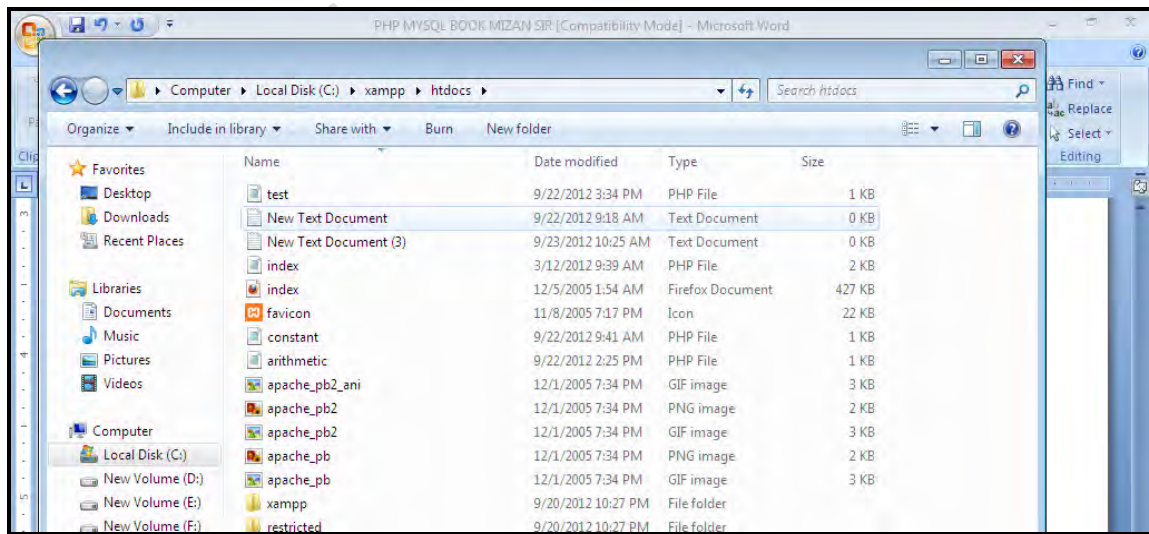 PHP MYSQL BOOK MIZAN SIR [Compatibility Mode] - Microsoft Word
Computer Local Disk (C:) xampp htdocs Search htdocs
Find
Replace
Select
Editing
Organize Include in library Share with Burn New folder
Clip
Name Date modified Type Size
Favorites
Desktop test 9/22/2012 3:34 PM PHP File 1 KB
Downloads New Text Document 9/22/2012 9:18 AM Text Document 0 KB
Recent Places New Text Document (3) 9/23/2012 10:25 AM Text Document 0 KB
index 3/12/2012 9:39 AM PHP File 2 KB
Libraries index 12/5/2005 1:54 AM Firefox Document 427 KB
Documents favicon 11/8/2005 7:17 PM Icon 22 KB
Music constant 9/22/2012 9:41 AM PHP File 1 KB
Pictures arithmetic 9/22/2012 2:25 PM PHP File 1 KB
Videos apache_pb2_ani 12/1/2005 7:34 PM GIF image 3 KB
apache_pb2 12/1/2005 7:34 PM PNG image 2 KB
Computer apache_pb2 12/1/2005 7:34 PM GIF image 3 KB
Local Disk (C:) apache_pb 12/1/2005 7:34 PM PNG image 2 KB
New Volume (D:) apache_pb 12/1/2005 7:34 PM GIF image 3 KB
New Volume (E:) xampp 9/20/2012 10:27 PM File folder
New Volume (F:) restricted 9/20/2012 10:27 PM File folder